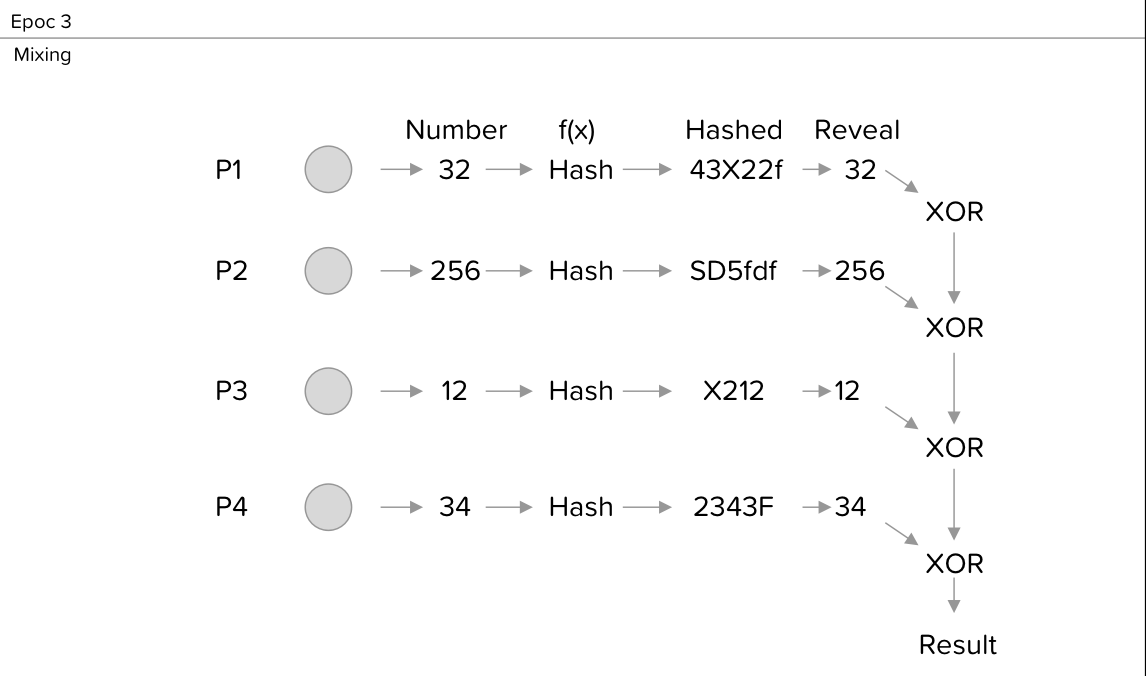 Epoc 3
Mixing
Number f(x) Hashed Reveal
P1 32 Hash 43X22f 32
XOR
P2 256 Hash SD5fdf 256
XOR
P3 12 Hash X212 12
XOR
P4 34 Hash 2343F 34
XOR
Result